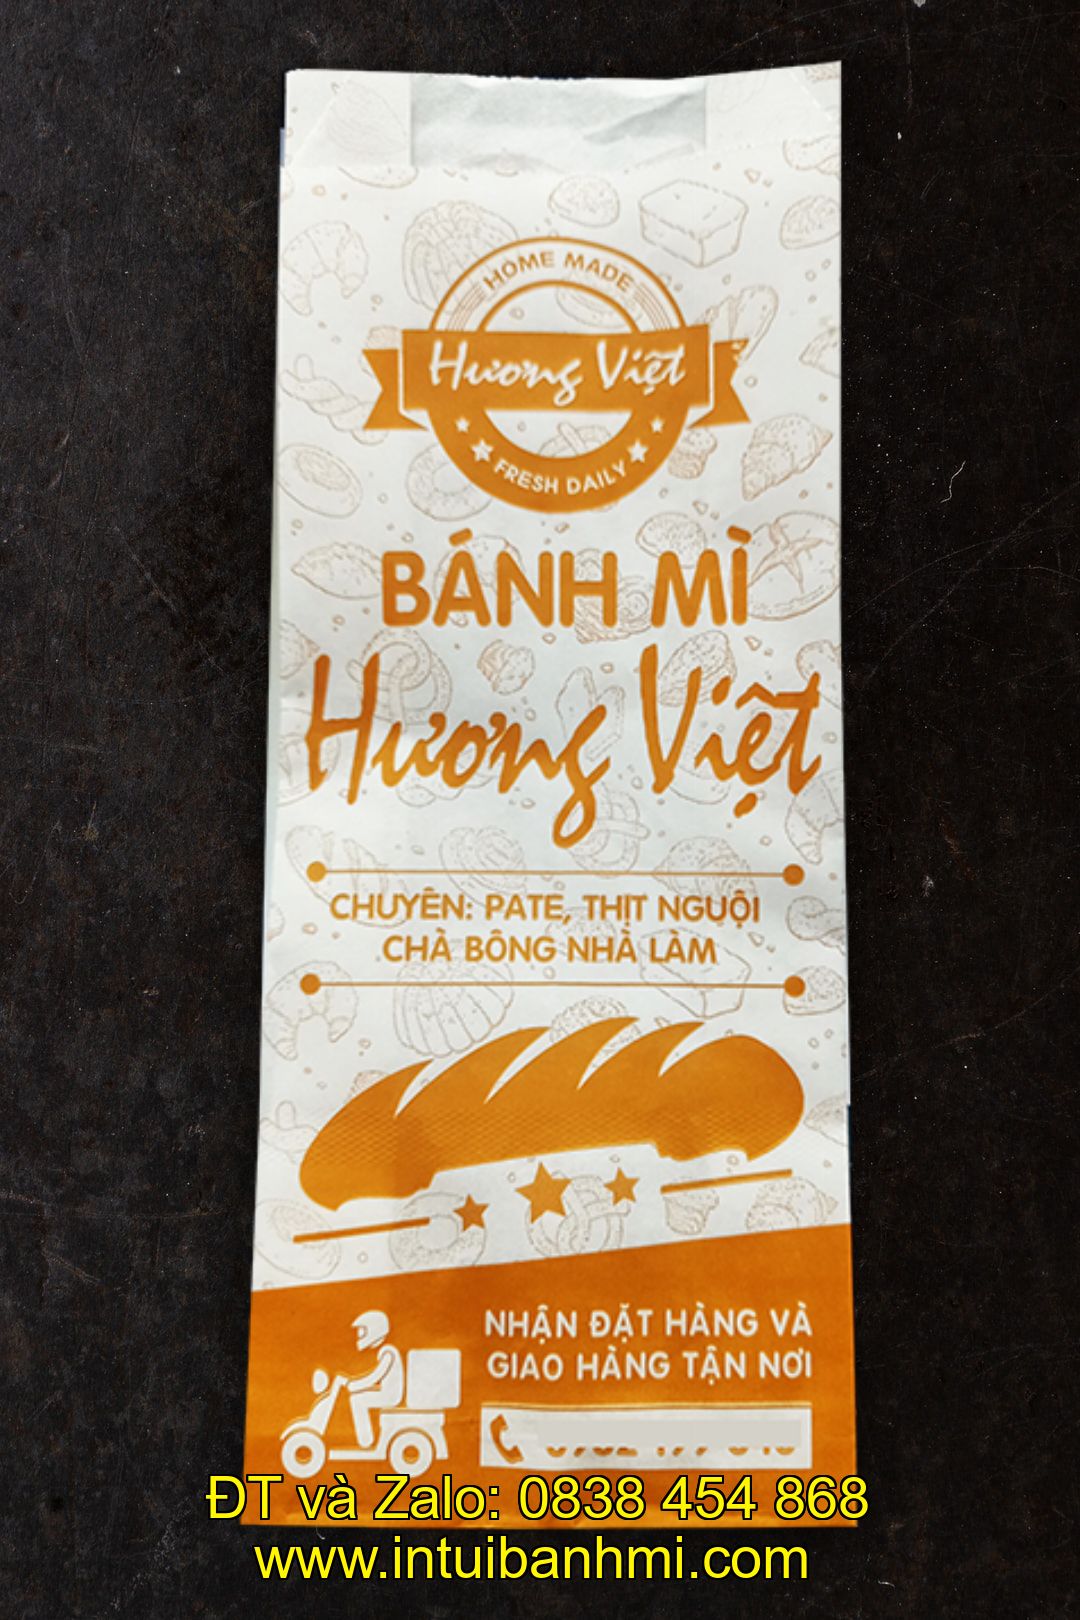 HOME MADE
Hương Việt
FRESH DAILY
BÁNH MÌ
Hương Việt
CHUYÊN: PATE, THỊT NGUỘI
CHÀ BÔNG NHÀ LÀM
NHẬN ĐẶT HÀNG VÀ
GIAO HÀNG TẬN NƠI
ĐT và Zalo: 0838 454 868
www.intuibanhmi.com